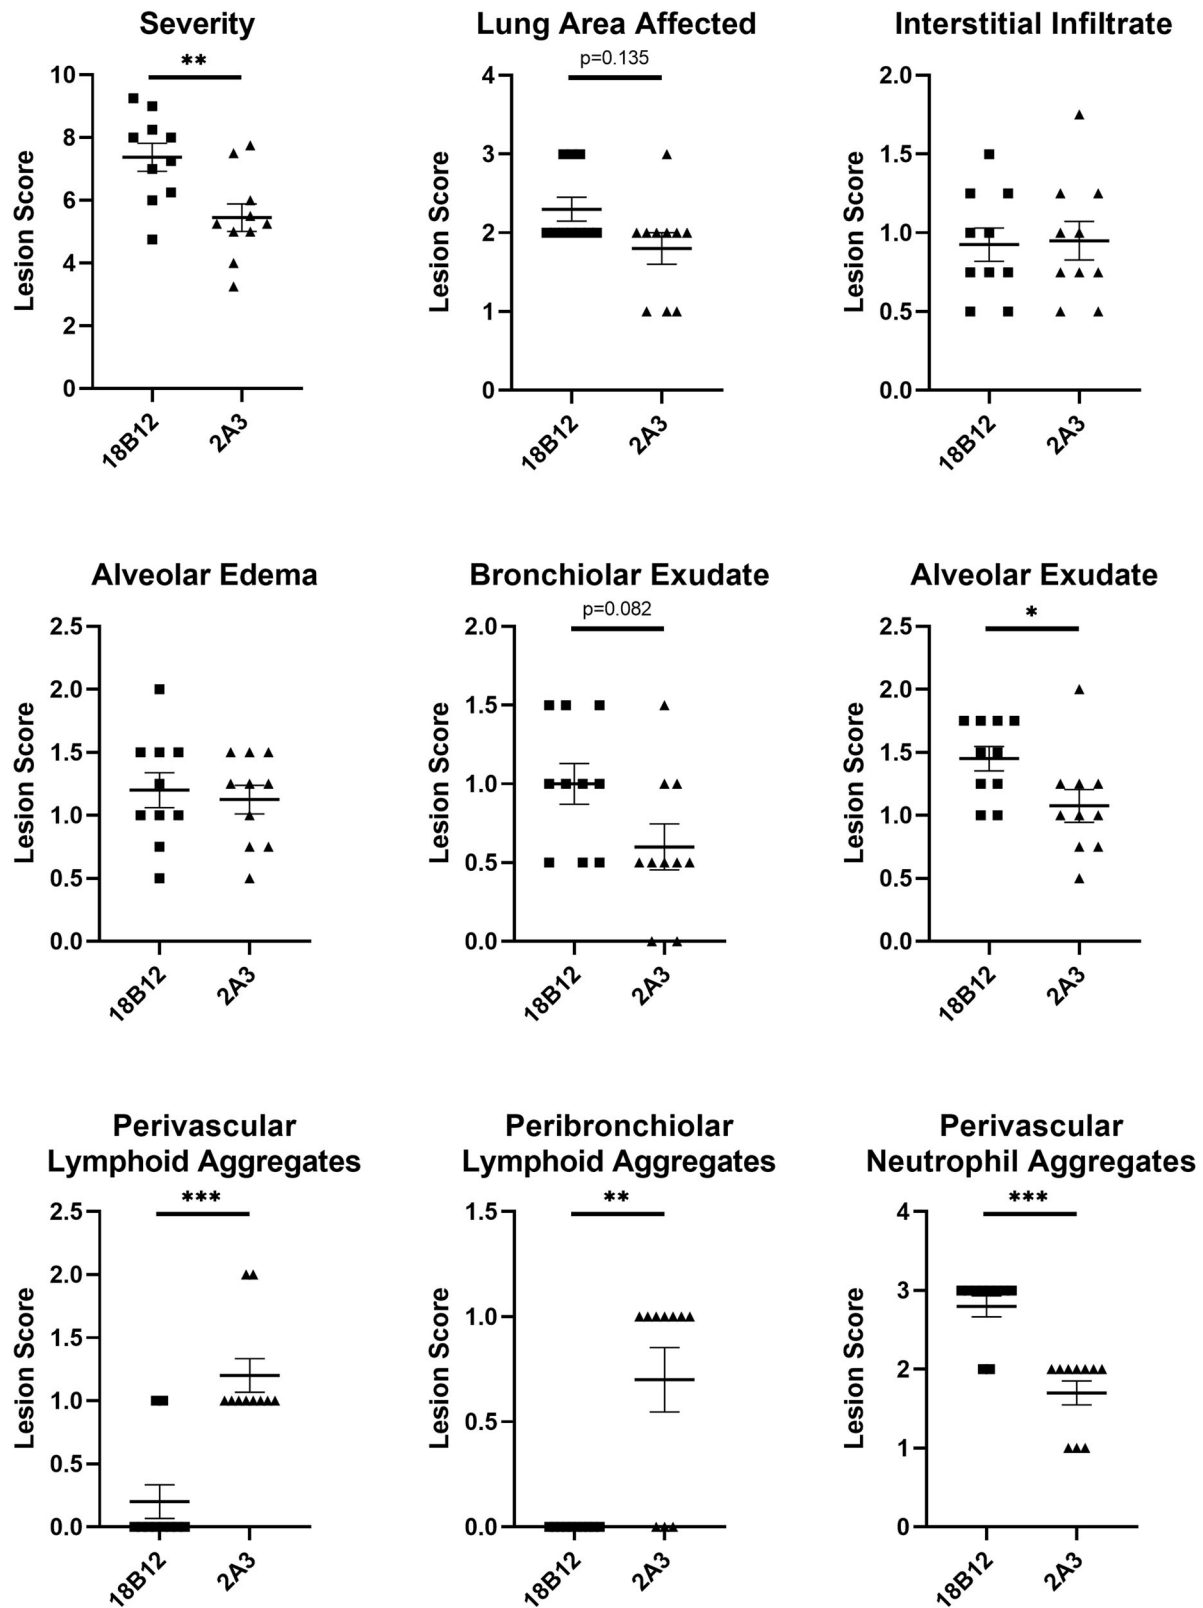 Severity
**
10
8
6
4
2
0
Lesion Score
18B12
2A3
Lung Area Affected
p=0.135
4
3
2
1
0
Lesion Score
18B12
2A3
Interstitial Infiltrate
2.0
1.5
1.0
0.5
0.0
Lesion Score
18B12
2A3
Alveolar Edema
2.5
2.0
1.5
1.0
0.5
0.0
Lesion Score
18B12
2A3
Bronchiolar Exudate
p=0.082
2.0
1.5
1.0
0.5
0.0
Lesion Score
18B12
2A3
Alveolar Exudate
*
2.5
2.0
1.5
1.0
0.5
0.0
Lesion Score
18B12
2A3
Perivascular
Lymphoid Aggregates
***
2.5
2.0
1.5
1.0
0.5
0.0
Lesion Score
18B12
2A3
Peribronchiolar
Lymphoid Aggregates
**
1.5
1.0
0.5
0.0
Lesion Score
18B12
2A3
Perivascular
Neutrophil Aggregates
***
4
3
2
1
0
Lesion Score
18B12
2A3